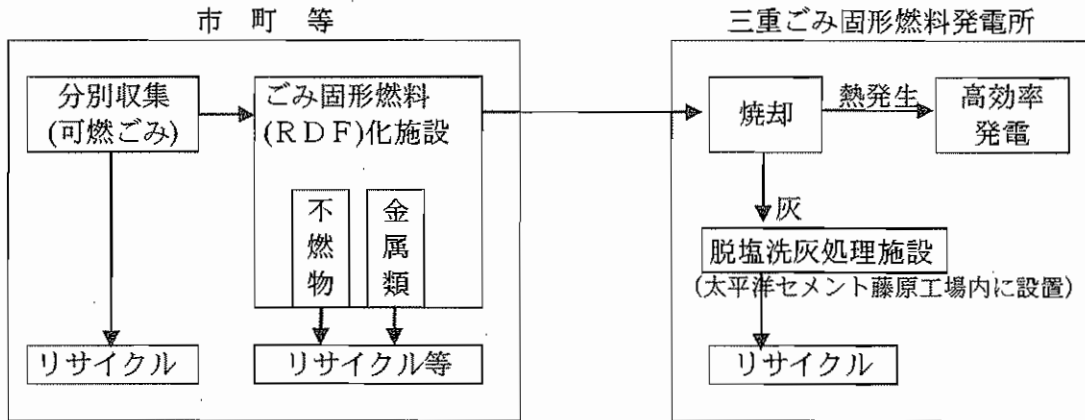 市　町　等
三重ごみ固形燃料発電所
分別収集
(可燃ごみ)
ごみ固形燃料
(ＲＤＦ)化施設
焼却
熱発生
高効率
発電
不燃物
金属類
灰
脱塩洗灰処理施設
(太平洋セメント藤原工場内に設置)
リサイクル
リサイクル等
リサイクル